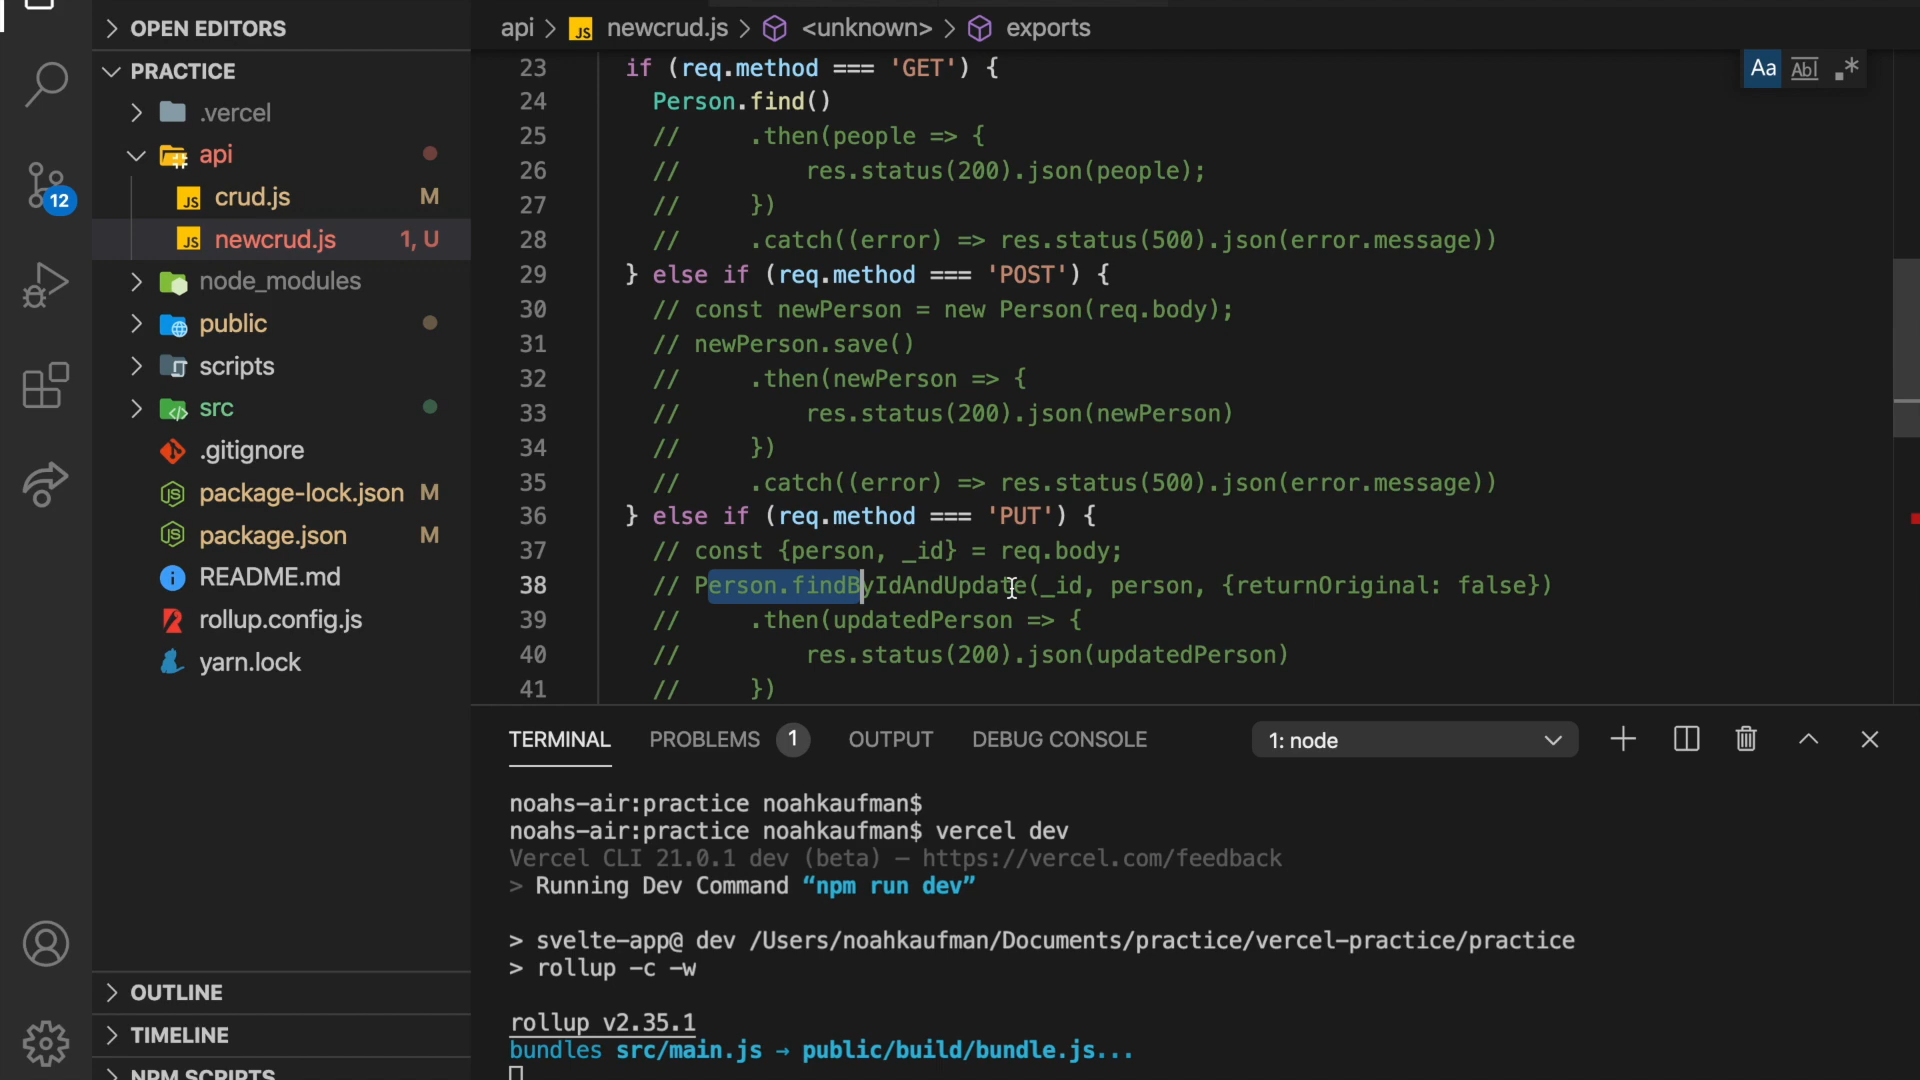 OPEN EDITORS
PRACTICE
.vercel
api
crud.js M
newcrud.js 1, U
node_modules
public
scripts
src
.gitignore
package-lock.json M
package.json M
README.md
rollup.config.js
yarn.lock
OUTLINE
TIMELINE
NPM SCRIPTS
12
api > JS newcrud.js > <unknown> > exports
Aa Abl .*
23 if (req.method === 'GET') {
24 Person.find()
25 // .then(people => {
26 // res.status(200).json(people);
27 // })
28 // .catch((error) => res.status(500).json(error.message))
29 } else if (req.method === 'POST') {
30 // const newPerson = new Person(req.body);
31 // newPerson.save()
32 // .then(newPerson => {
33 // res.status(200).json(newPerson)
34 // })
35 // .catch((error) => res.status(500).json(error.message))
36 } else if (req.method === 'PUT') {
37 // const {person, _id} = req.body;
38 // Person.findByIdAndUpdate(_id, person, {returnOriginal: false})
39 // .then(updatedPerson => {
40 // res.status(200).json(updatedPerson)
41 // })
TERMINAL PROBLEMS 1 OUTPUT DEBUG CONSOLE 1: node
noahs-air:practice noahkaufman$
noahs-air:practice noahkaufman$ vercel dev
Vercel CLI 21.0.1 dev (beta) — https://vercel.com/feedback
> Running Dev Command “npm run dev”
> svelte-app@ dev /Users/noahkaufman/Documents/practice/vercel-practice/practice
> rollup -c -w
rollup v2.35.1
bundles src/main.js → public/build/bundle.js...